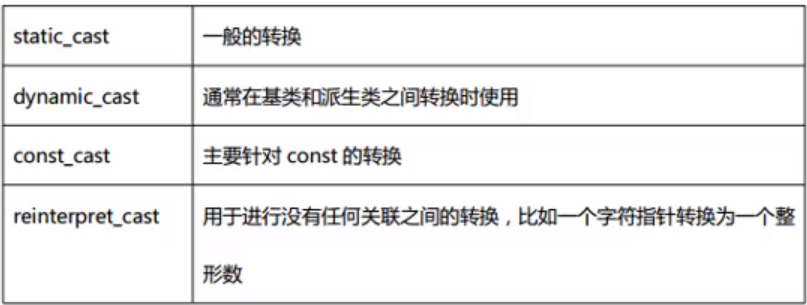 static_cast 一般的转换
dynamic_cast 通常在基类和派生类之间转换时使用
const_cast 主要针对 const 的转换
reinterpret_cast 用于进行没有任何关联之间的转换，比如一个字符指针转换为一个整
形数